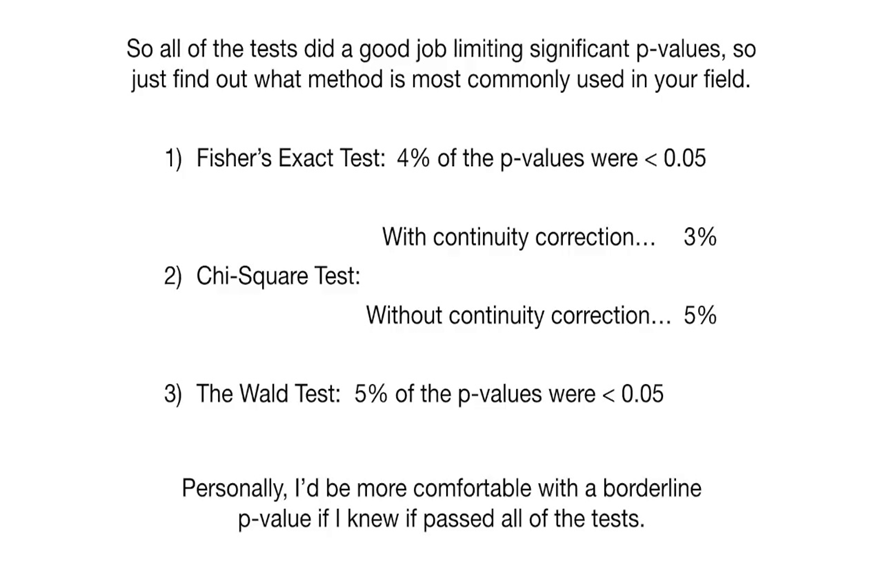 So all of the tests did a good job limiting significant p-values, so
just find out what method is most commonly used in your field.
1) Fisher's Exact Test: 4% of the p-values were < 0.05
With continuity correction... 3%
2) Chi-Square Test:
Without continuity correction... 5%
3) The Wald Test: 5% of the p-values were < 0.05
Personally, I'd be more comfortable with a borderline
p-value if I knew if passed all of the tests.